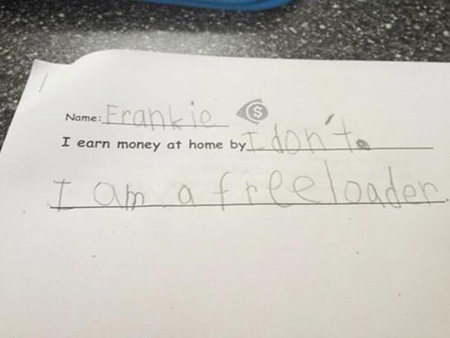 Name: Frankie $
I earn money at home by I don't.
I am a freeloader.